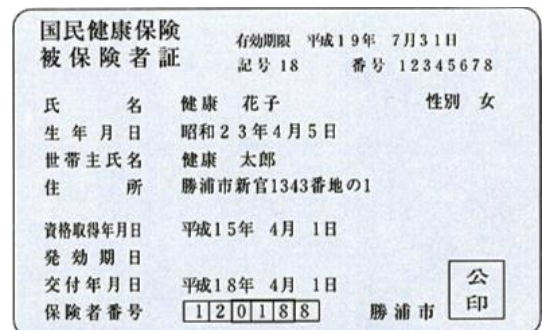 国民健康保険
被保険者証
有効期限 平成19年 7月31日
記号 18 番号 12345678
氏名 健康 花子 性別 女
生年月日 昭和23年4月5日
世帯主氏名 健康 太郎
住所 勝浦市新官1343番地の1
資格取得年月日 平成15年 4月 1日
発効期日
交付年月日 平成18年 4月 1日
保険者番号 120188 勝浦市
公印